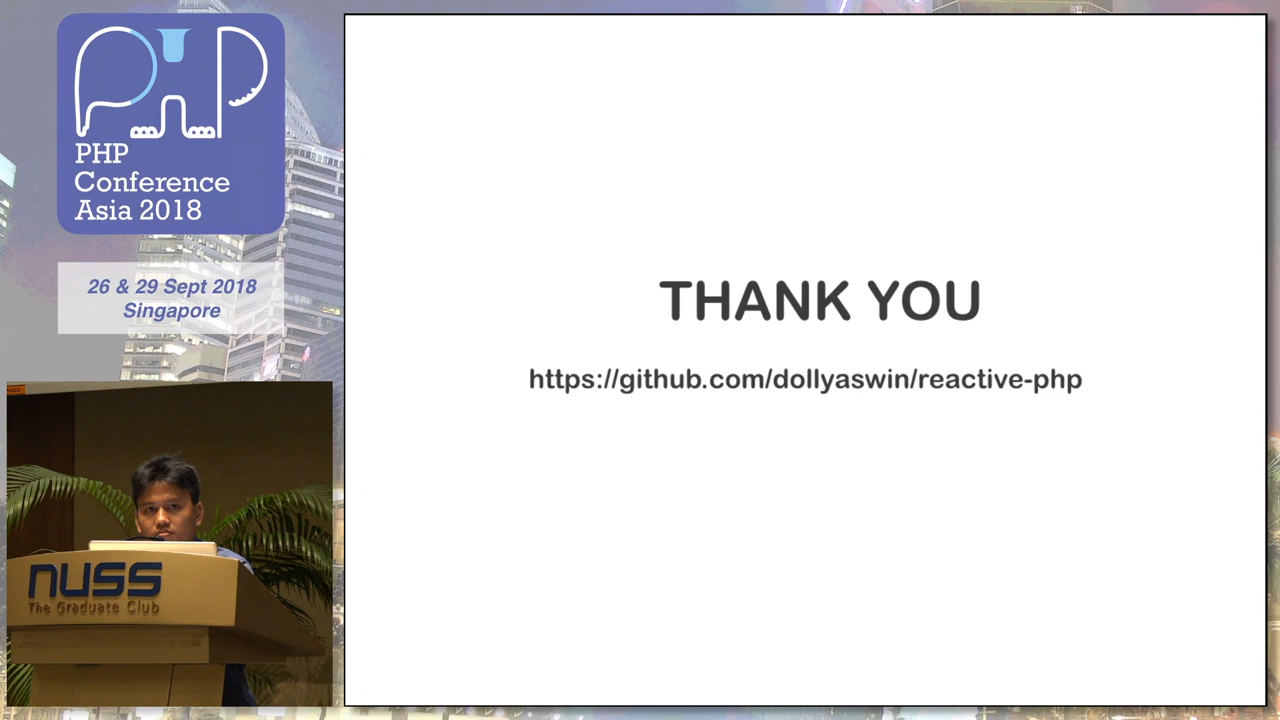 PHP
Conference
Asia 2018
26 & 29 Sept 2018
Singapore
THANK YOU
https://github.com/dollyaswin/reactive-php
nuss
The Graduate Club